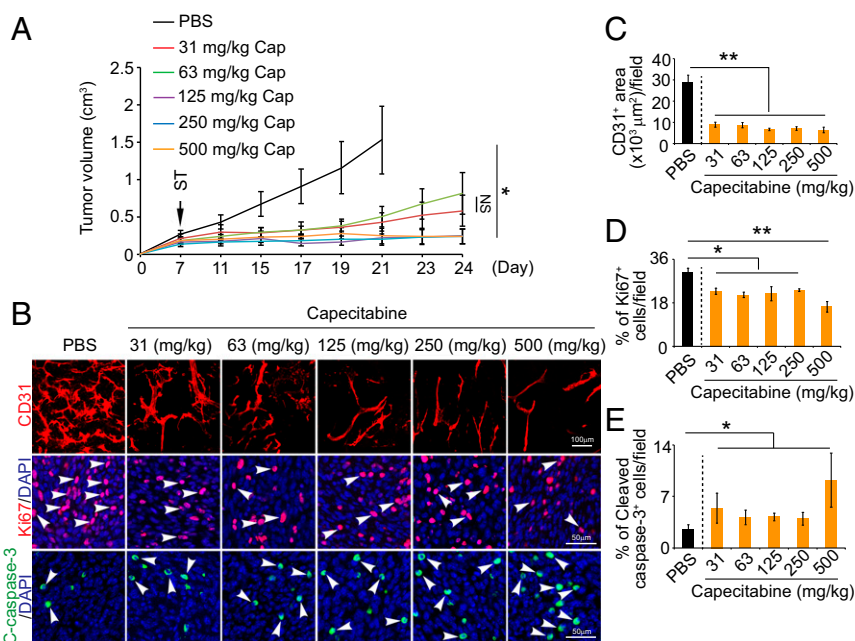 A
PBS
31 mg/kg Cap
63 mg/kg Cap
125 mg/kg Cap
250 mg/kg Cap
500 mg/kg Cap
Tumor volume (cm³)
2.5
2
1.5
1
0.5
0
ST
NS
*
0 7 11 15 17 19 21 23 24 (Day)
B
Capecitabine
PBS 31 (mg/kg) 63 (mg/kg) 125 (mg/kg) 250 (mg/kg) 500 (mg/kg)
CD31
100μm
Ki67/DAPI
50μm
C-caspase-3
/DAPI
50μm
C
CD31⁺ area
(x10³ μm²)/field
40
30
20
10
0
**
PBS 31 63 125 250 500
Capecitabine (mg/kg)
D
% of Ki67⁺
cells/field
36
18
0
*
**
PBS 31 63 125 250 500
Capecitabine (mg/kg)
E
% of Cleaved
caspase-3⁺ cells/field
14
7
0
*
PBS 31 63 125 250 500
Capecitabine (mg/kg)